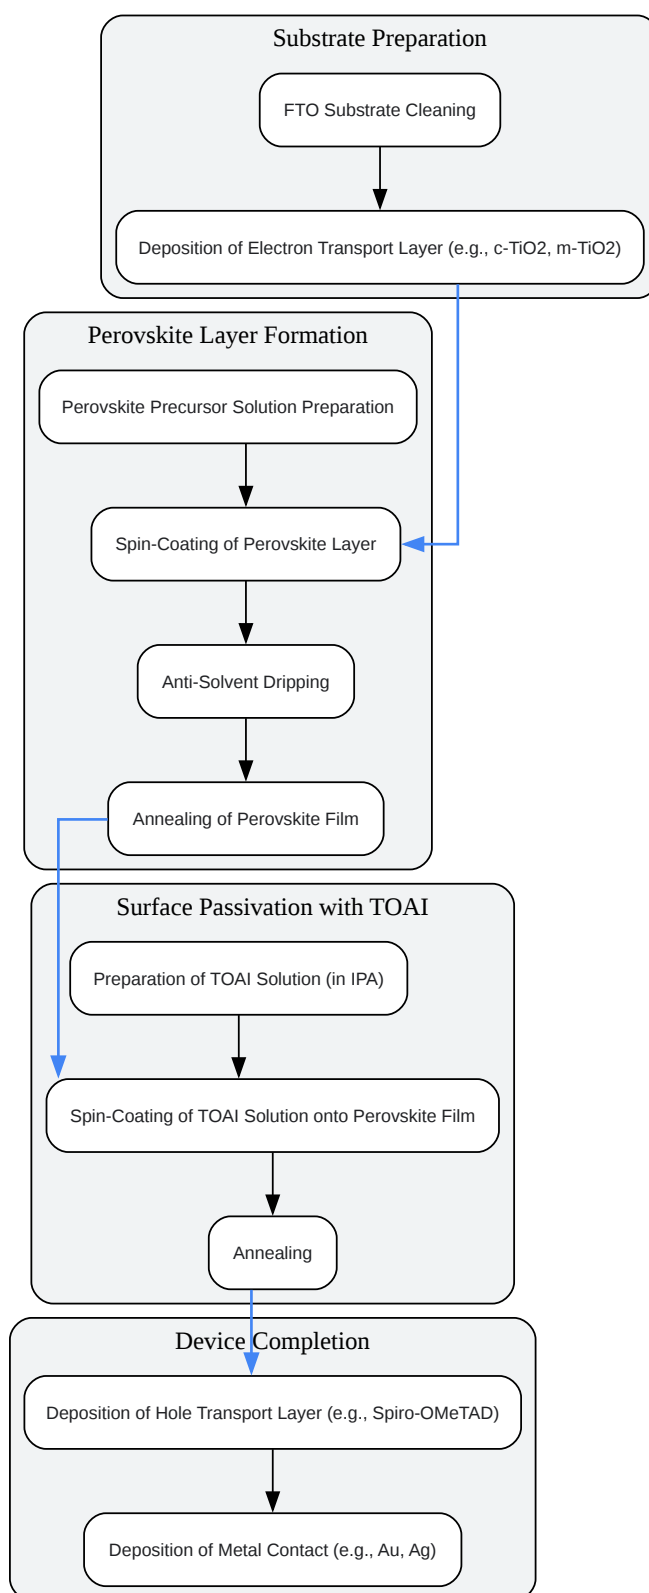 Substrate Preparation
FTO Substrate Cleaning
Deposition of Electron Transport Layer (e.g., c-TiO2, m-TiO2)
Perovskite Layer Formation
Perovskite Precursor Solution Preparation
Spin-Coating of Perovskite Layer
Anti-Solvent Dripping
Annealing of Perovskite Film
Surface Passivation with TOAI
Preparation of TOAI Solution (in IPA)
Spin-Coating of TOAI Solution onto Perovskite Film
Annealing
Device Completion
Deposition of Hole Transport Layer (e.g., Spiro-OMeTAD)
Deposition of Metal Contact (e.g., Au, Ag)